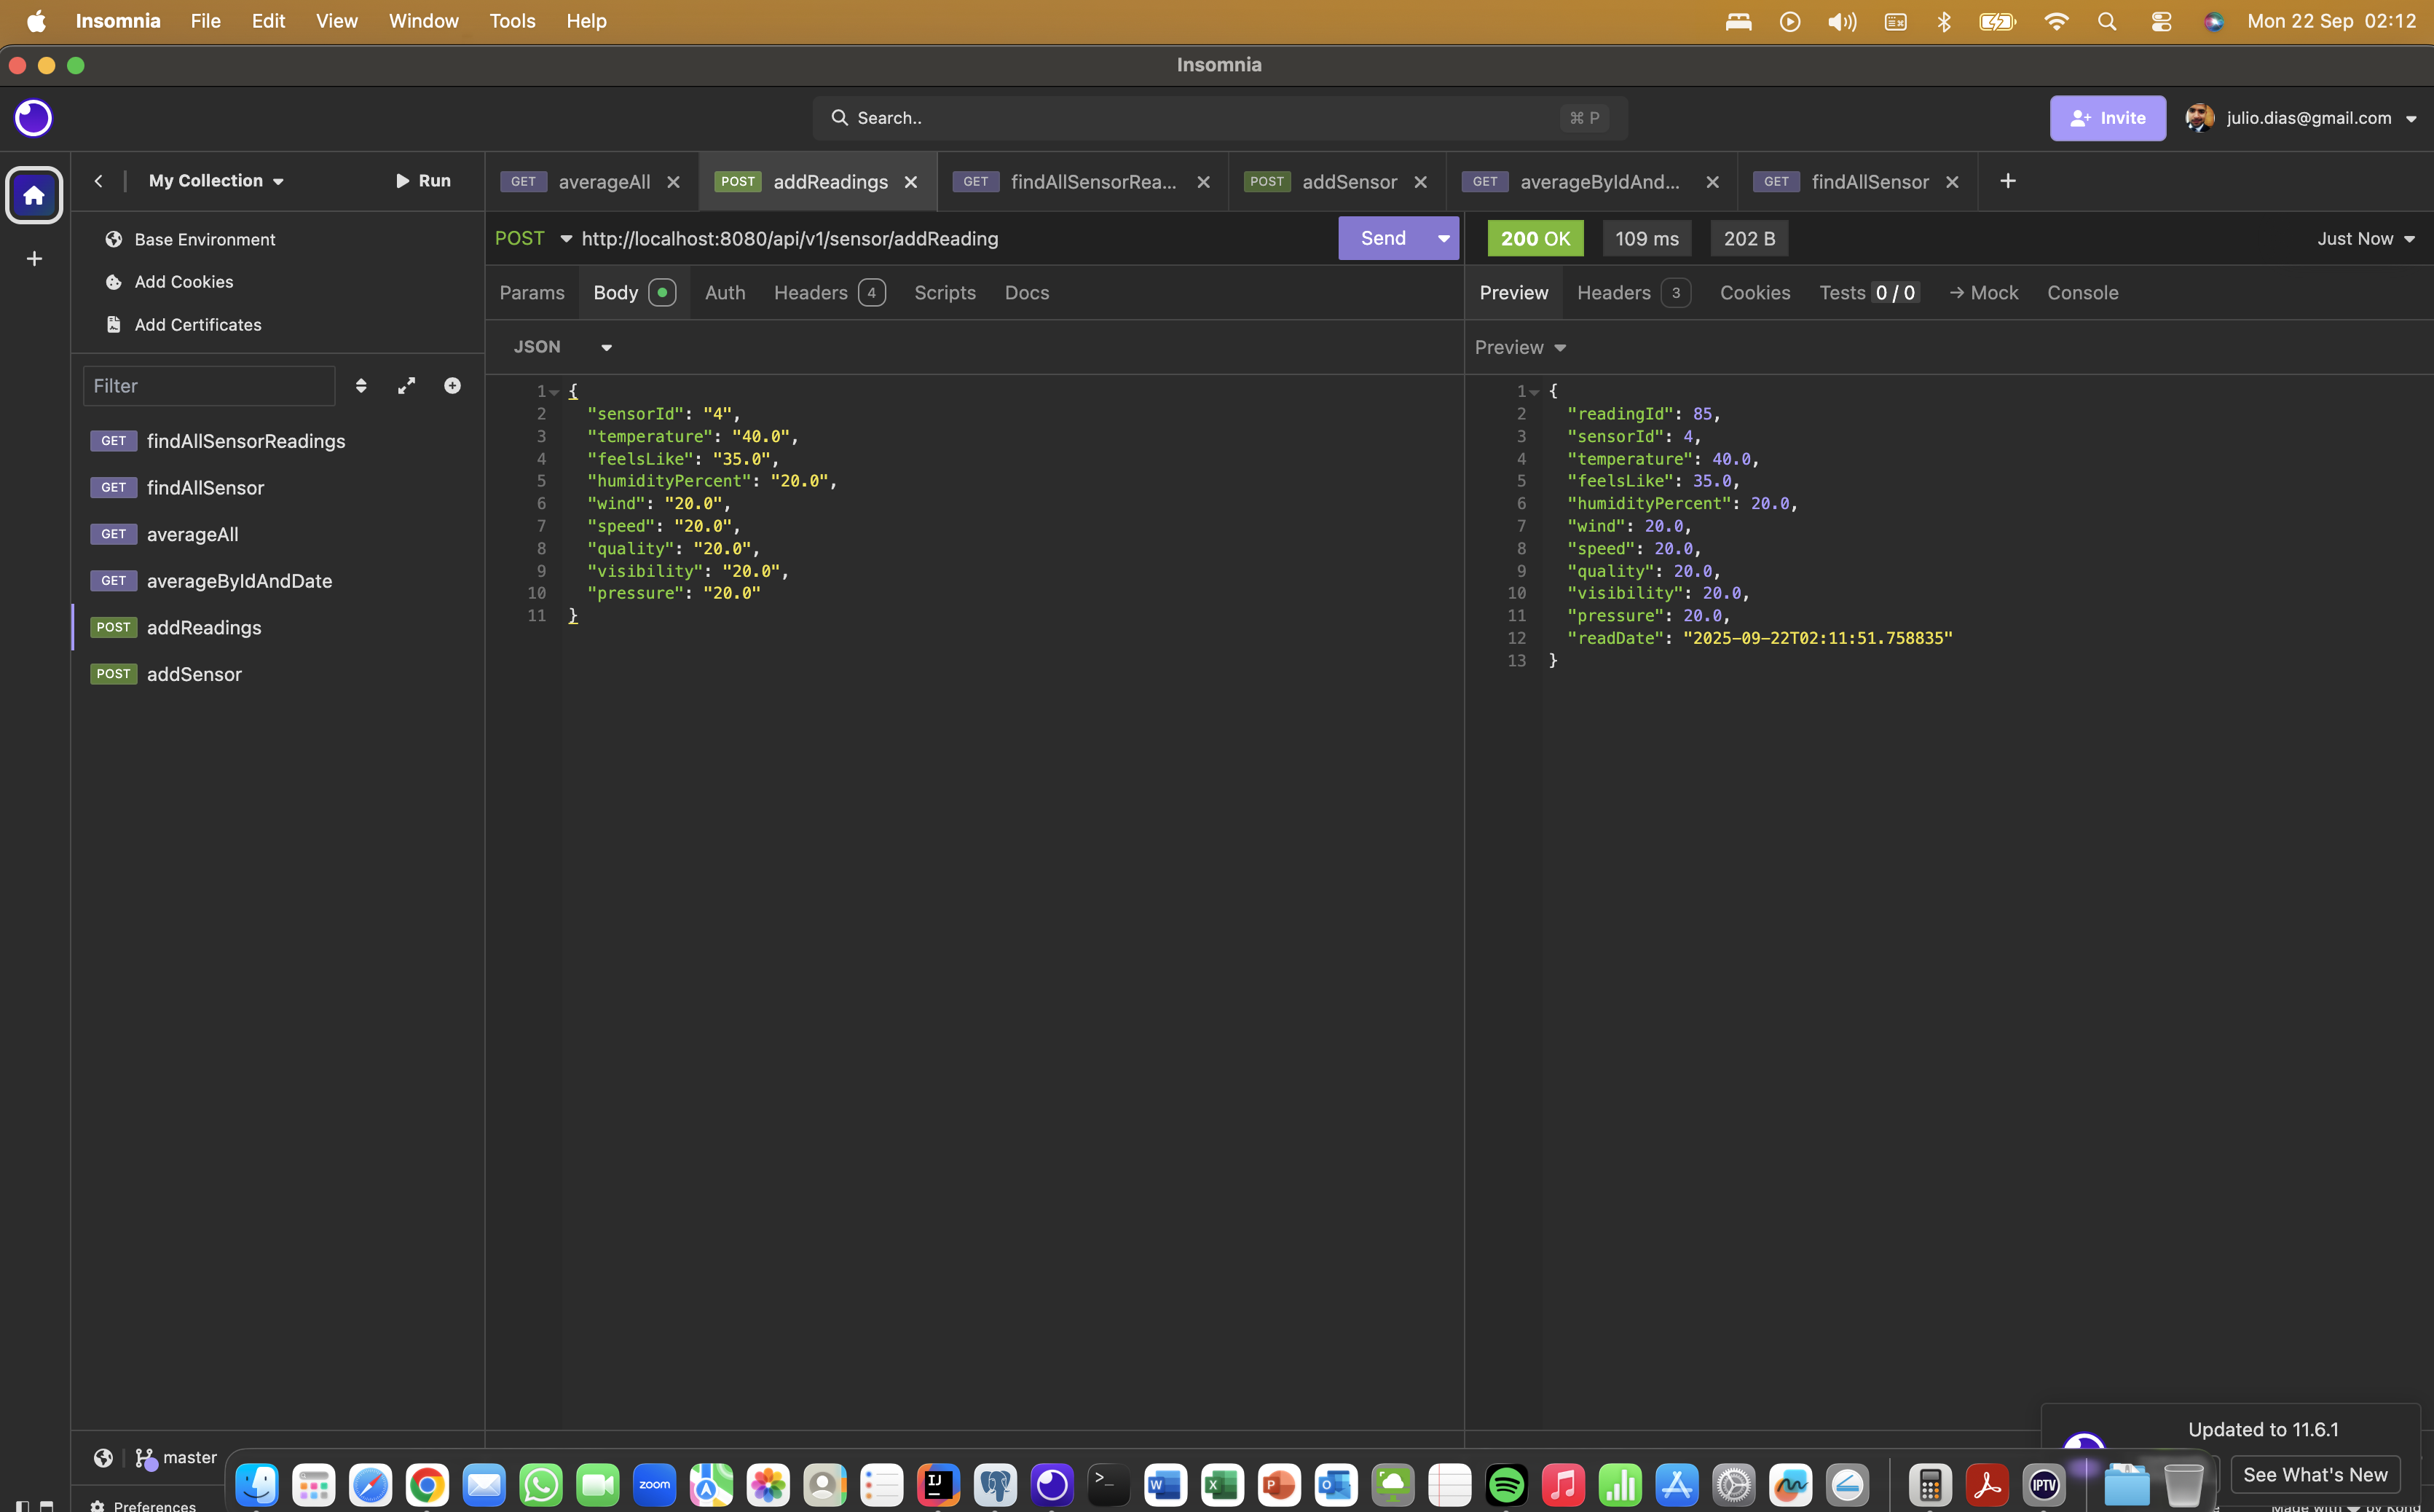 Insomnia File Edit View Window Tools Help Mon 22 Sep 02:12
Insomnia
Search.. ⌘ P Invite julio.dias@gmail.com
My Collection Run
GET averageAll POST addReadings GET findAllSensorRea... POST addSensor GET averageByIdAnd... GET findAllSensor
Base Environment
Add Cookies
Add Certificates
Filter
GET findAllSensorReadings
GET findAllSensor
GET averageAll
GET averageByIdAndDate
POST addReadings
POST addSensor
POST http://localhost:8080/api/v1/sensor/addReading Send
Params Body Auth Headers 4 Scripts Docs
JSON
1 {
2 "sensorId": "4",
3 "temperature": "40.0",
4 "feelsLike": "35.0",
5 "humidityPercent": "20.0",
6 "wind": "20.0",
7 "speed": "20.0",
8 "quality": "20.0",
9 "visibility": "20.0",
10 "pressure": "20.0"
11 }
200 OK 109 ms 202 B Just Now
Preview Headers 3 Cookies Tests 0 / 0 → Mock Console
Preview
1 {
2 "readingId": 85,
3 "sensorId": 4,
4 "temperature": 40.0,
5 "feelsLike": 35.0,
6 "humidityPercent": 20.0,
7 "wind": 20.0,
8 "speed": 20.0,
9 "quality": 20.0,
10 "visibility": 20.0,
11 "pressure": 20.0,
12 "readDate": "2025-09-22T02:11:51.758835"
13 }
Updated to 11.6.1
See What's New
master
Preferences
zoom
IJ
W
X
P
O
IPTV